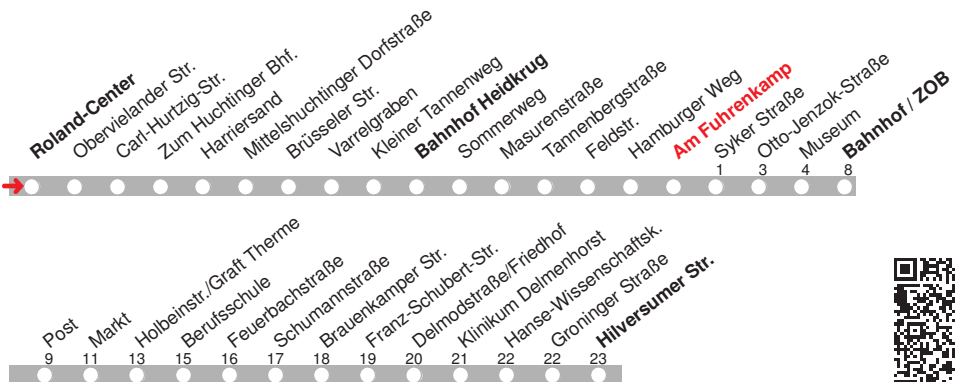 Roland-Center
Obervielander Str.
Carl-Hurtzig-Str.
Zum Huchtinger Bhf.
Harriersand
Mittelshuchtinger Dorfstraße
Brüsseler Str.
Varrelgraben
Kleiner Tannenweg
Bahnhof Heidkrug
Sommerweg
Masurenstraße
Tannenbergstraße
Feldstr.
Hamburger Weg
Am Fuhrenkamp
Syker Straße
Otto-Jenzok-Straße
Museum
Bahnhof / ZOB
1 3 4 8
Post
Markt
Holbeinstr./Graft Therme
Berufsschule
Feuerbachstraße
Schumannstraße
Brauenkamper Str.
Franz-Schubert-Str.
Delmodstraße/Friedhof
Klinikum Delmenhorst
Hanse-Wissenschaftsk.
Groninger Straße
Hilversumer Str.
9 11 13 15 16 17 18 19 20 21 22 22 23